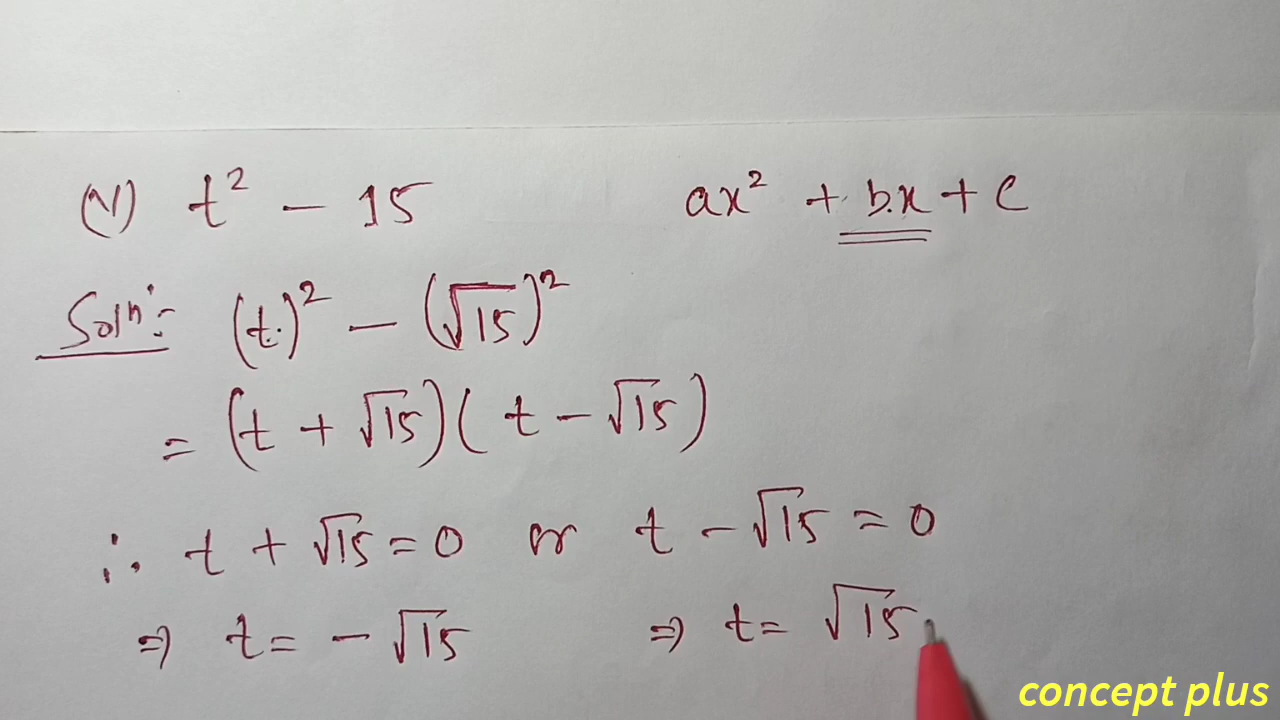 (V) t² - 15 ax² + bx + c
Solⁿ:- (t)² - (√15)²
= (t + √15)(t - √15)
∴ t + √15 = 0 or t - √15 = 0
⇒ t = - √15 ⇒ t = √15
concept plus